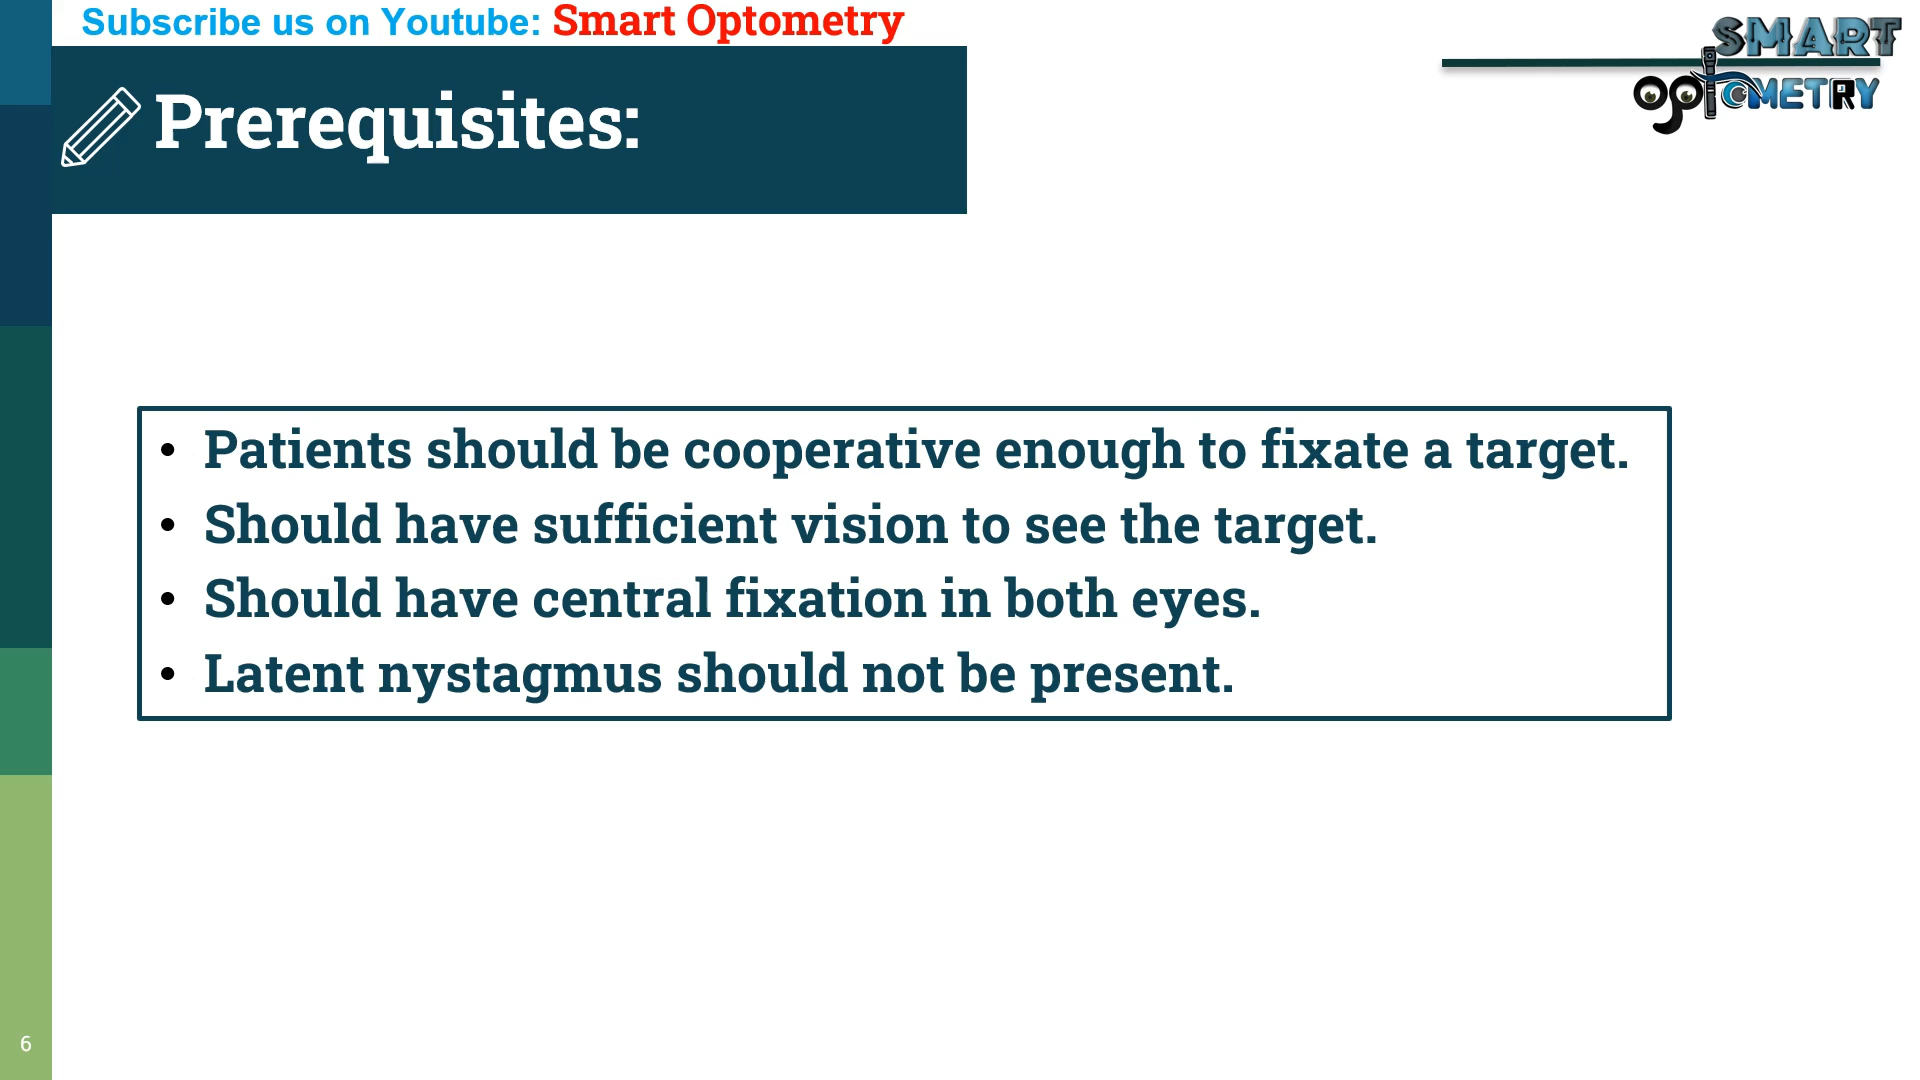 Subscribe us on Youtube: Smart Optometry
SMART
optOMETRY
Prerequisites:
• Patients should be cooperative enough to fixate a target.
• Should have sufficient vision to see the target.
• Should have central fixation in both eyes.
• Latent nystagmus should not be present.
6